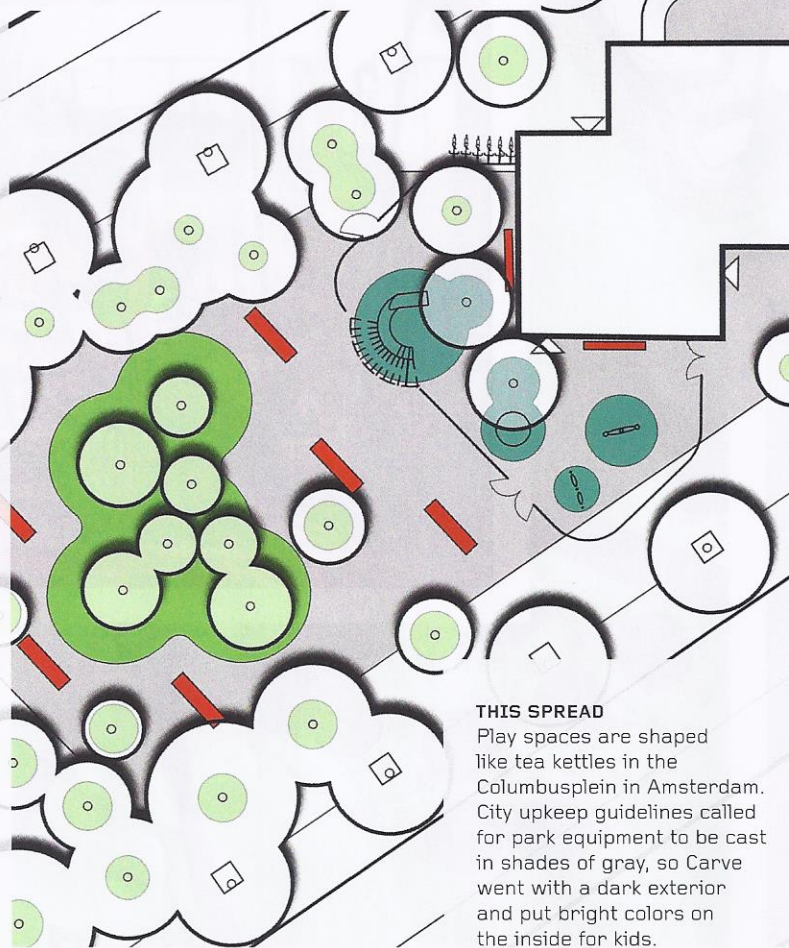 THIS SPREAD
Play spaces are shaped
like tea kettles in the
Columbusplein in Amsterdam.
City upkeep guidelines called
for park equipment to be cast
in shades of gray, so Carve
went with a dark exterior
and put bright colors on
the inside for kids.